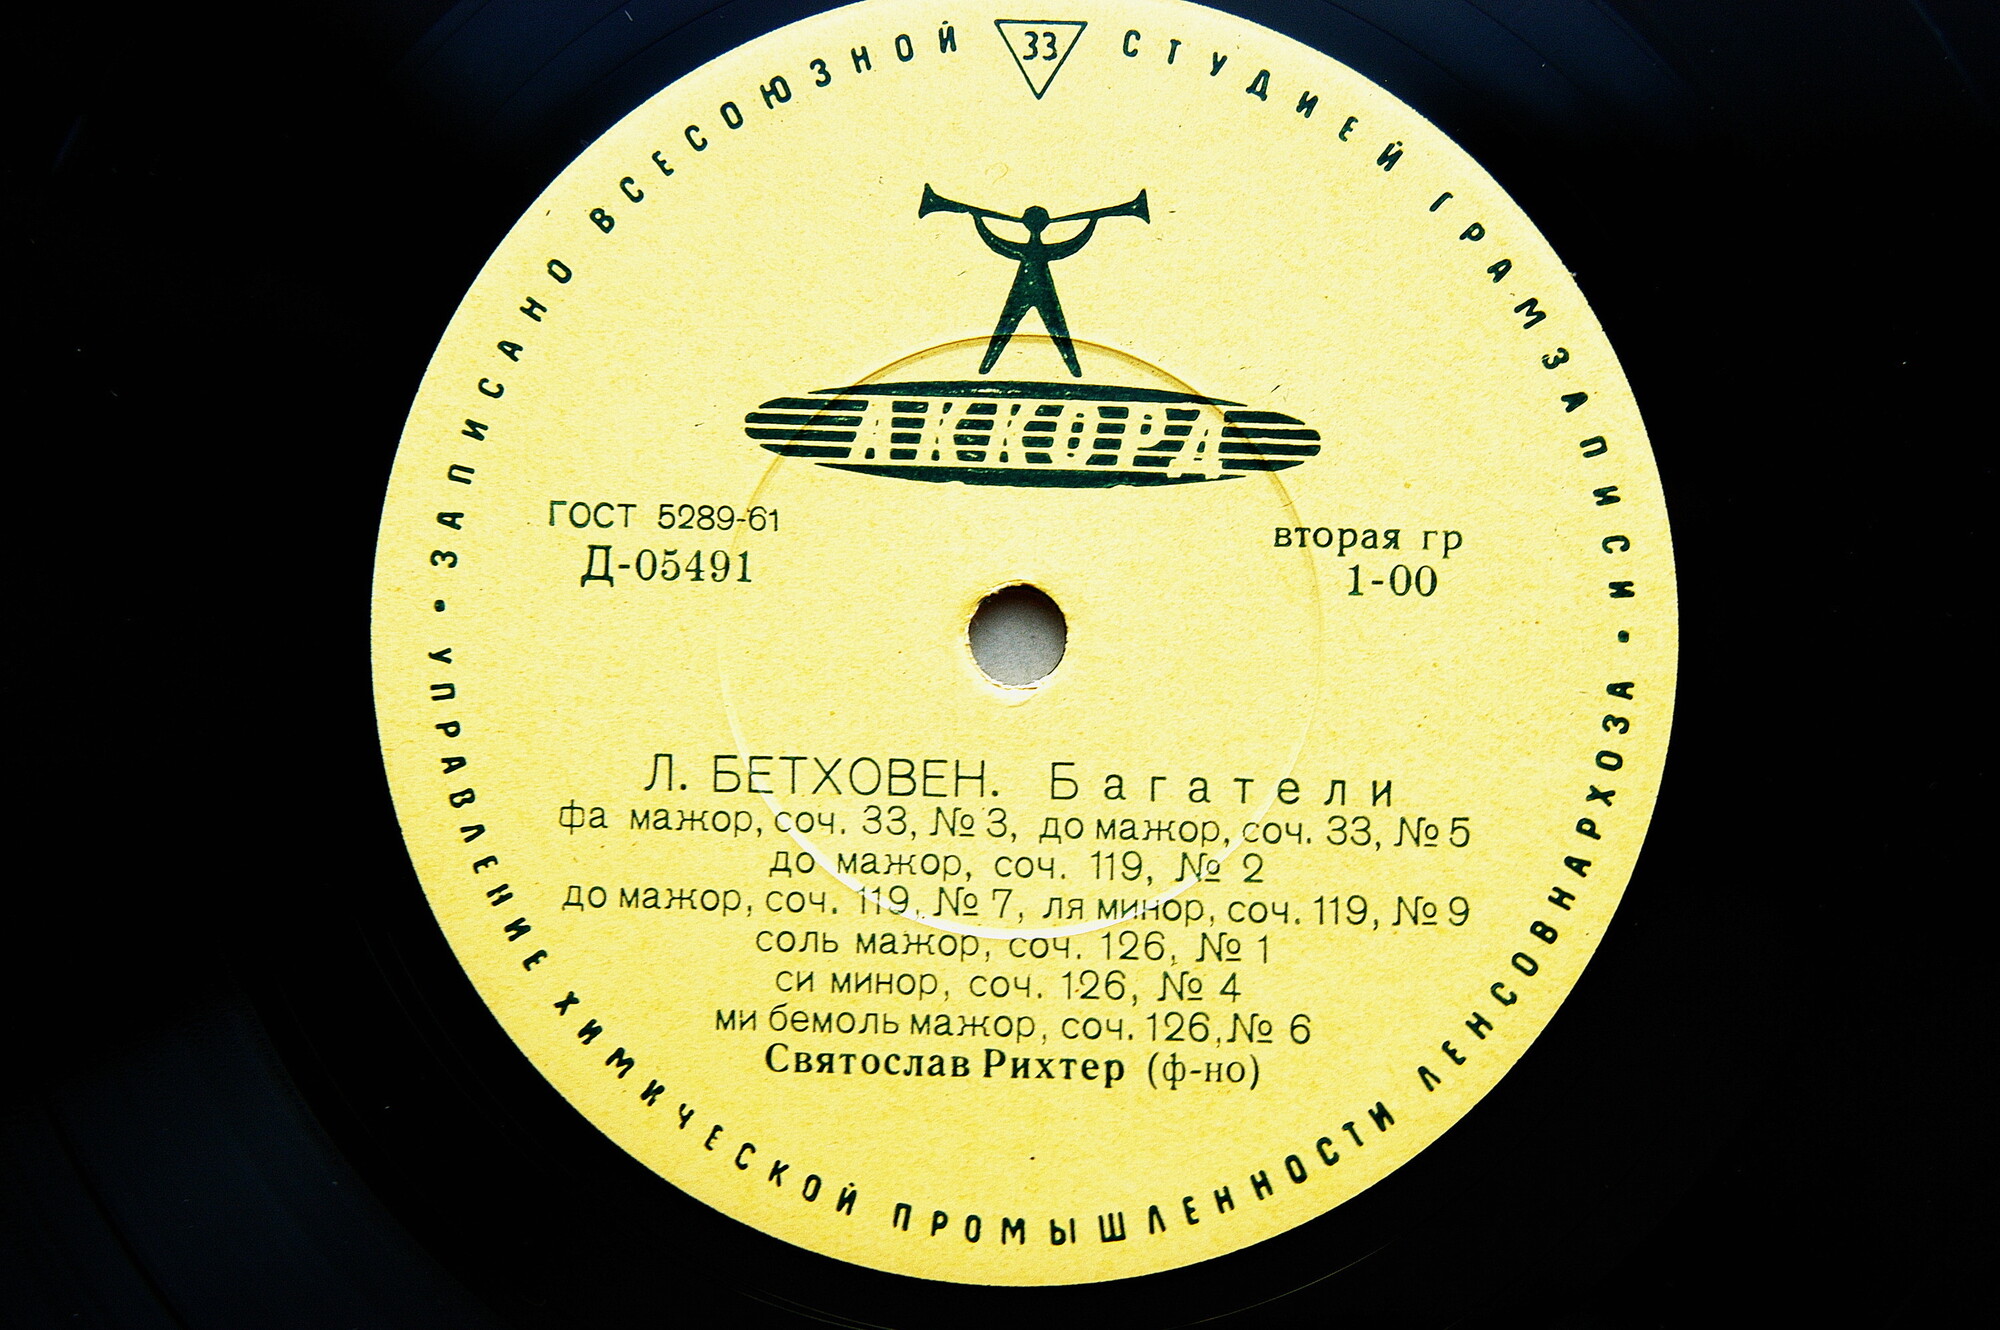 ЗАПИСАНО ВСЕСОЮЗНОЙ СТУДИЕЙ ГРАМЗАПИСИ •
33
АККОРД
ГОСТ 5289-61
Д-05491
вторая гр
1-00
Л. БЕТХОВЕН. Багатели
фа мажор, соч. 33, № 3, до мажор, соч. 33, № 5
до мажор, соч. 119, № 2
до мажор, соч. 119, № 7, ля минор, соч. 119, № 9
соль мажор, соч. 126, № 1
си минор, соч. 126, № 4
ми бемоль мажор, соч. 126, № 6
Святослав Рихтер (ф-но)
УПРАВЛЕНИЕ ХИМИЧЕСКОЙ ПРОМЫШЛЕННОСТИ ЛЕНСОВНАРХОЗА •